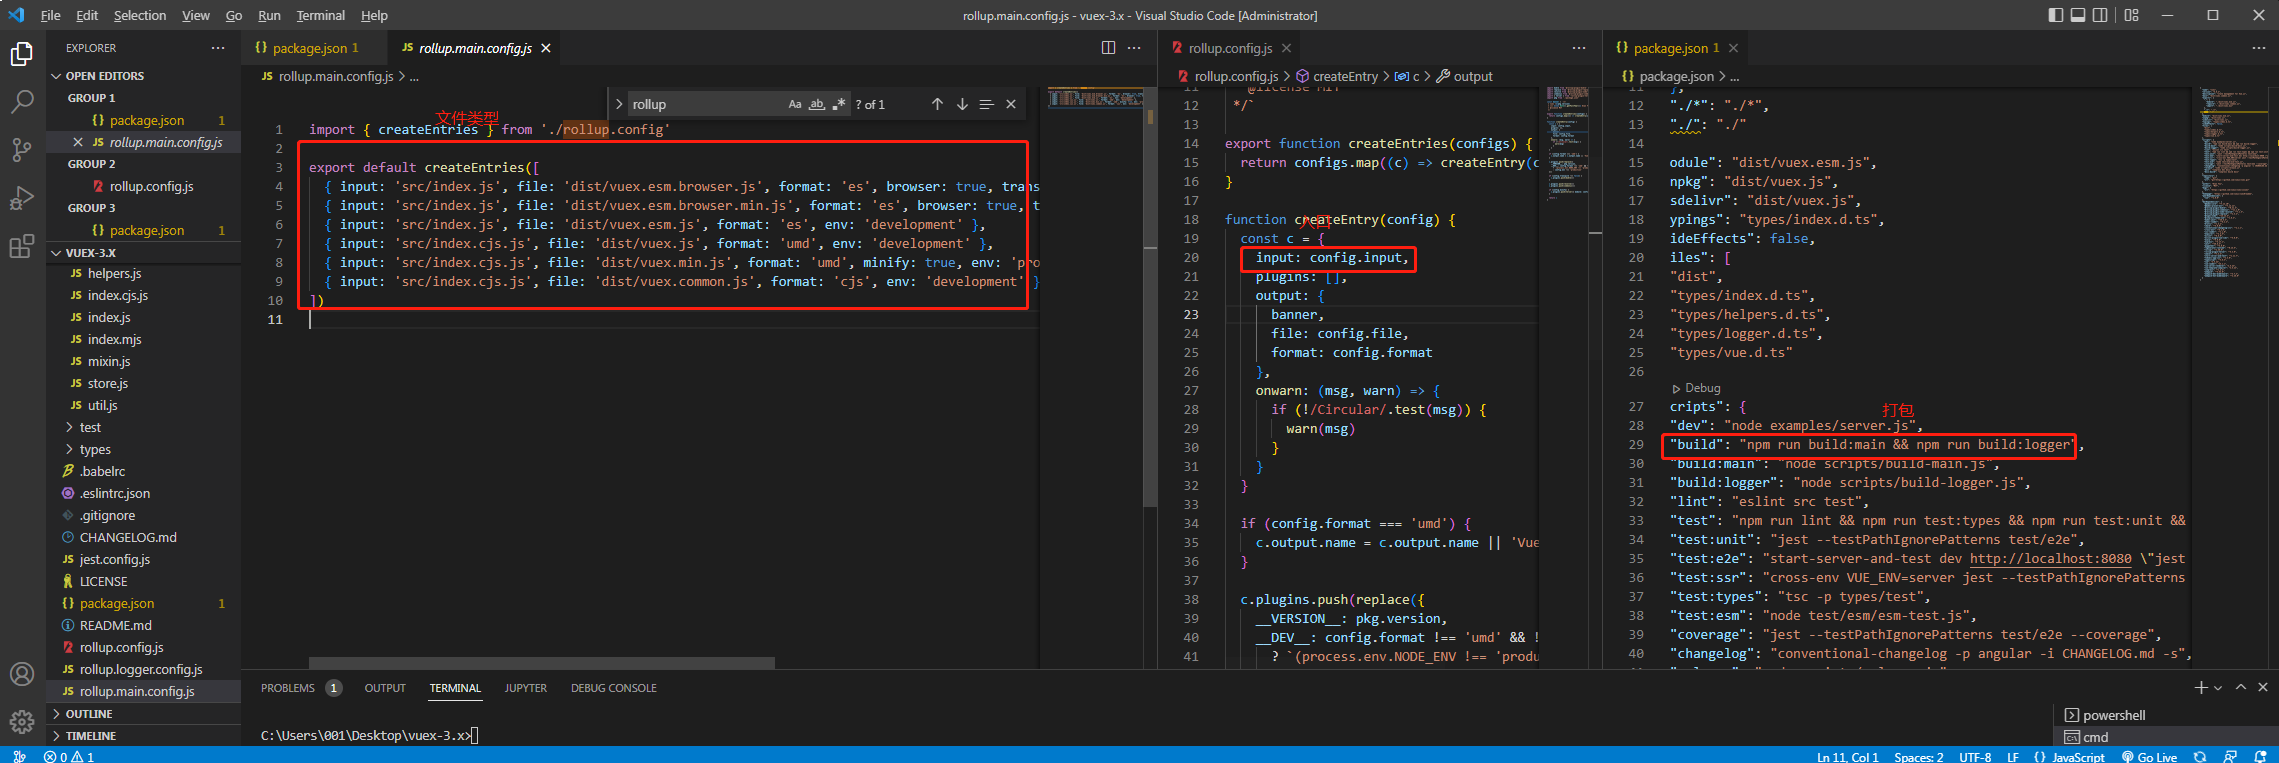 File Edit Selection View Go Run Terminal Help
rollup.main.config.js - vuex-3.x - Visual Studio Code [Administrator]
EXPLORER
OPEN EDITORS
GROUP 1
package.json 1
rollup.main.config.js
GROUP 2
rollup.config.js
GROUP 3
package.json 1
VUEX-3.X
helpers.js
index.cjs.js
index.js
index.mjs
mixin.js
store.js
util.js
test
types
.babelrc
.eslintrc.json
.gitignore
CHANGELOG.md
jest.config.js
LICENSE
package.json 1
README.md
rollup.config.js
rollup.logger.config.js
rollup.main.config.js
OUTLINE
TIMELINE
package.json 1
rollup.main.config.js
rollup.main.config.js > ...
rollup
Aa ab .* ? of 1
文件类型
1 import { createEntries } from './rollup.config'
2
3 export default createEntries([
4 { input: 'src/index.js', file: 'dist/vuex.esm.browser.js', format: 'es', browser: true, trans
5 { input: 'src/index.js', file: 'dist/vuex.esm.browser.min.js', format: 'es', browser: true, t
6 { input: 'src/index.js', file: 'dist/vuex.esm.js', format: 'es', env: 'development' },
7 { input: 'src/index.cjs.js', file: 'dist/vuex.js', format: 'umd', env: 'development' },
8 { input: 'src/index.cjs.js', file: 'dist/vuex.min.js', format: 'umd', minify: true, env: 'pro
9 { input: 'src/index.cjs.js', file: 'dist/vuex.common.js', format: 'cjs', env: 'development' }
10 ])
11
rollup.config.js
rollup.config.js > createEntry > c > output
11 @license MIT
12 */`
13
14 export function createEntries(configs) {
15 return configs.map((c) => createEntry(c
16 }
17
18 function createEntry(config) {
入口
19 const c = {
20 input: config.input,
21 plugins: [],
22 output: {
23 banner,
24 file: config.file,
25 format: config.format
26 },
27 onwarn: (msg, warn) => {
28 if (!/Circular/.test(msg)) {
29 warn(msg)
30 }
31 }
32 }
33
34 if (config.format === 'umd') {
35 c.output.name = c.output.name || 'Vue
36 }
37
38 c.plugins.push(replace({
39 __VERSION__: pkg.version,
40 __DEV__: config.format !== 'umd' && !
41 ? `(process.env.NODE_ENV !== 'produ
package.json 1
package.json > ...
11 },
12 "./*": "./*",
13 "./": "./"
14
15 odule": "dist/vuex.esm.js",
16 npkg": "dist/vuex.js",
17 sdelivr": "dist/vuex.js",
18 ypings": "types/index.d.ts",
19 ideEffects": false,
20 iles": [
21 "dist",
22 "types/index.d.ts",
23 "types/helpers.d.ts",
24 "types/logger.d.ts",
25 "types/vue.d.ts"
26
Debug
27 cripts": {
打包
28 "dev": "node examples/server.js",
29 "build": "npm run build:main && npm run build:logger",
30 "build:main": "node scripts/build-main.js",
31 "build:logger": "node scripts/build-logger.js",
32 "lint": "eslint src test",
33 "test": "npm run lint && npm run test:types && npm run test:unit &&
34 "test:unit": "jest --testPathIgnorePatterns test/e2e",
35 "test:e2e": "start-server-and-test dev http://localhost:8080 \"jest
36 "test:ssr": "cross-env VUE_ENV=server jest --testPathIgnorePatterns
37 "test:types": "tsc -p types/test",
38 "test:esm": "node test/esm/esm-test.js",
39 "coverage": "jest --testPathIgnorePatterns test/e2e --coverage",
40 "changelog": "conventional-changelog -p angular -i CHANGELOG.md -s",
PROBLEMS 1 OUTPUT TERMINAL JUPYTER DEBUG CONSOLE
C:\Users\001\Desktop\vuex-3.x>
powershell
cmd
0 1
Ln 11, Col 1 Spaces: 2 UTF-8 LF JavaScript Go Live